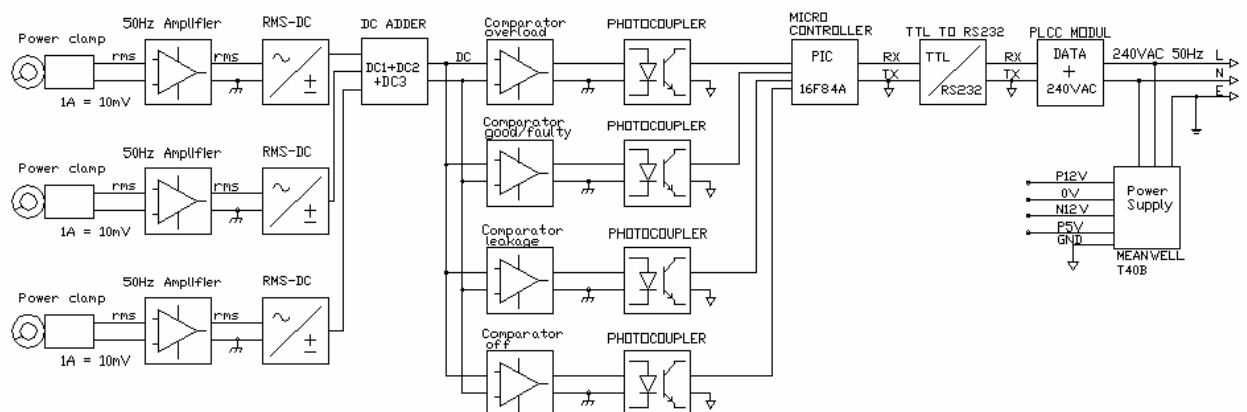 Power clamp
1A = 10mV
50Hz Amplifier
rms
rms
RMS-DC
DC ADDER
DC1+DC2
+DC3
DC
Comparator
overload
PHOTOCOUPLER
MICRO
CONTROLLER
PIC
16F84A
RX
TX
TTL TO RS232
TTL
RS232
RX
TX
PLCC MODUL
DATA
+
240VAC
240VAC 50Hz
L
N
E
Power clamp
1A = 10mV
50Hz Amplifier
rms
rms
RMS-DC
Comparator
good/faulty
PHOTOCOUPLER
P12V
0V
N12V
P5V
GND
Power
Supply
MEANWELL
T40B
Comparator
leakage
PHOTOCOUPLER
Power clamp
1A = 10mV
50Hz Amplifier
rms
rms
RMS-DC
Comparator
off
PHOTOCOUPLER